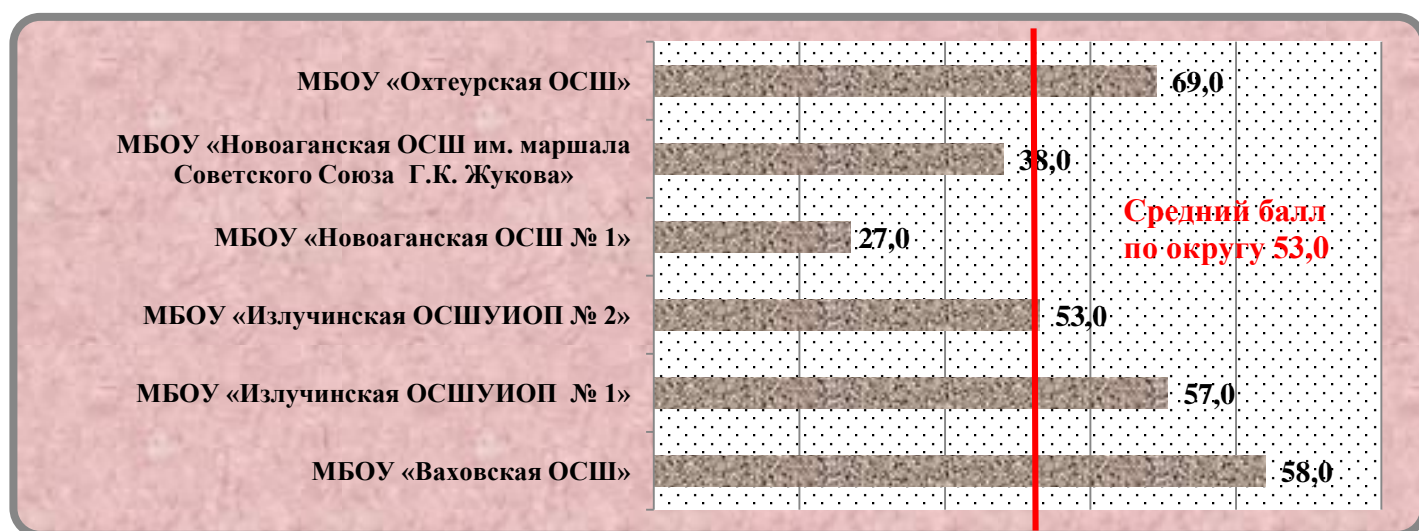 МБОУ «Охтеурская ОСШ»
69,0
МБОУ «Новоаганская ОСШ им. маршала
Советского Союза Г.К. Жукова»
38,0
МБОУ «Новоаганская ОСШ № 1»
27,0
Средний балл
по округу 53,0
МБОУ «Излучинская ОСШУИОП № 2»
53,0
МБОУ «Излучинская ОСШУИОП № 1»
57,0
МБОУ «Ваховская ОСШ»
58,0